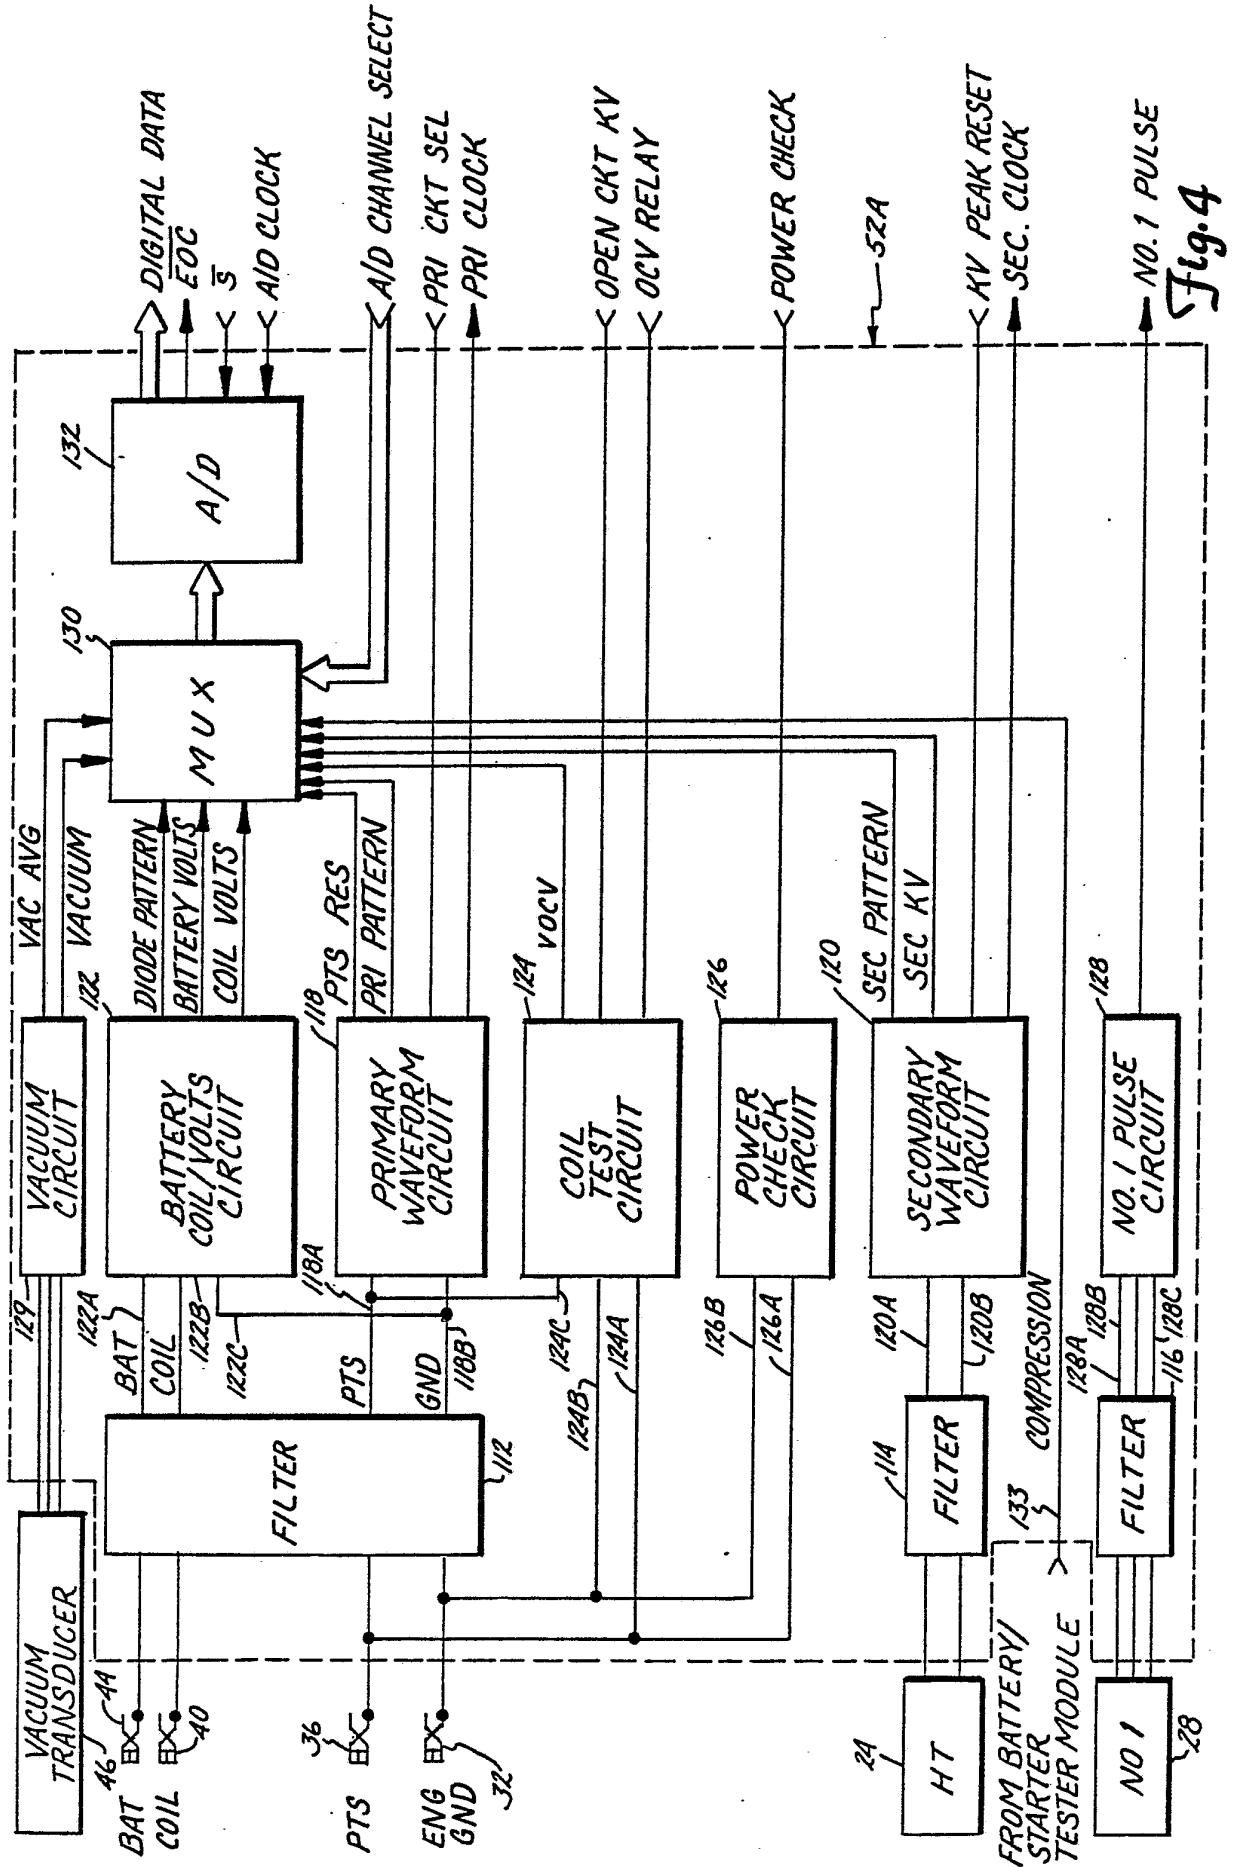 VACUUM
TRANSDUCER
46
BAT
44
COIL
40
PTS
36
ENG
GND
32
HT
24
FROM BATTERY/
STARTER
TESTER MODULE
NO 1
28
FILTER
112
FILTER
114
133
COMPRESSION
FILTER
116
129
122A
BAT
COIL
122B
122C
118A
PTS
GND
118B
124C
124A
124B
126B
126A
120A
120B
128A
128B
128C
VACUUM
CIRCUIT
BATTERY
COIL/VOLTS
CIRCUIT
122
PRIMARY
WAVEFORM
CIRCUIT
118
COIL
TEST
CIRCUIT
124
POWER
CHECK
CIRCUIT
126
SECONDARY
WAVEFORM
CIRCUIT
120
NO. 1 PULSE
CIRCUIT
128
VAC AVG
VACUUM
DIODE PATTERN
BATTERY VOLTS
COIL VOLTS
PTS RES
PRI PATTERN
VOCV
SEC PATTERN
SEC KV
MUX
130
A/D
132
DIGITAL DATA
EOC
S
A/D CLOCK
A/D CHANNEL SELECT
PRI CKT SEL
PRI CLOCK
OPEN CKT KV
OCV RELAY
POWER CHECK
52A
KV PEAK RESET
SEC. CLOCK
NO. 1 PULSE
Fig. 4